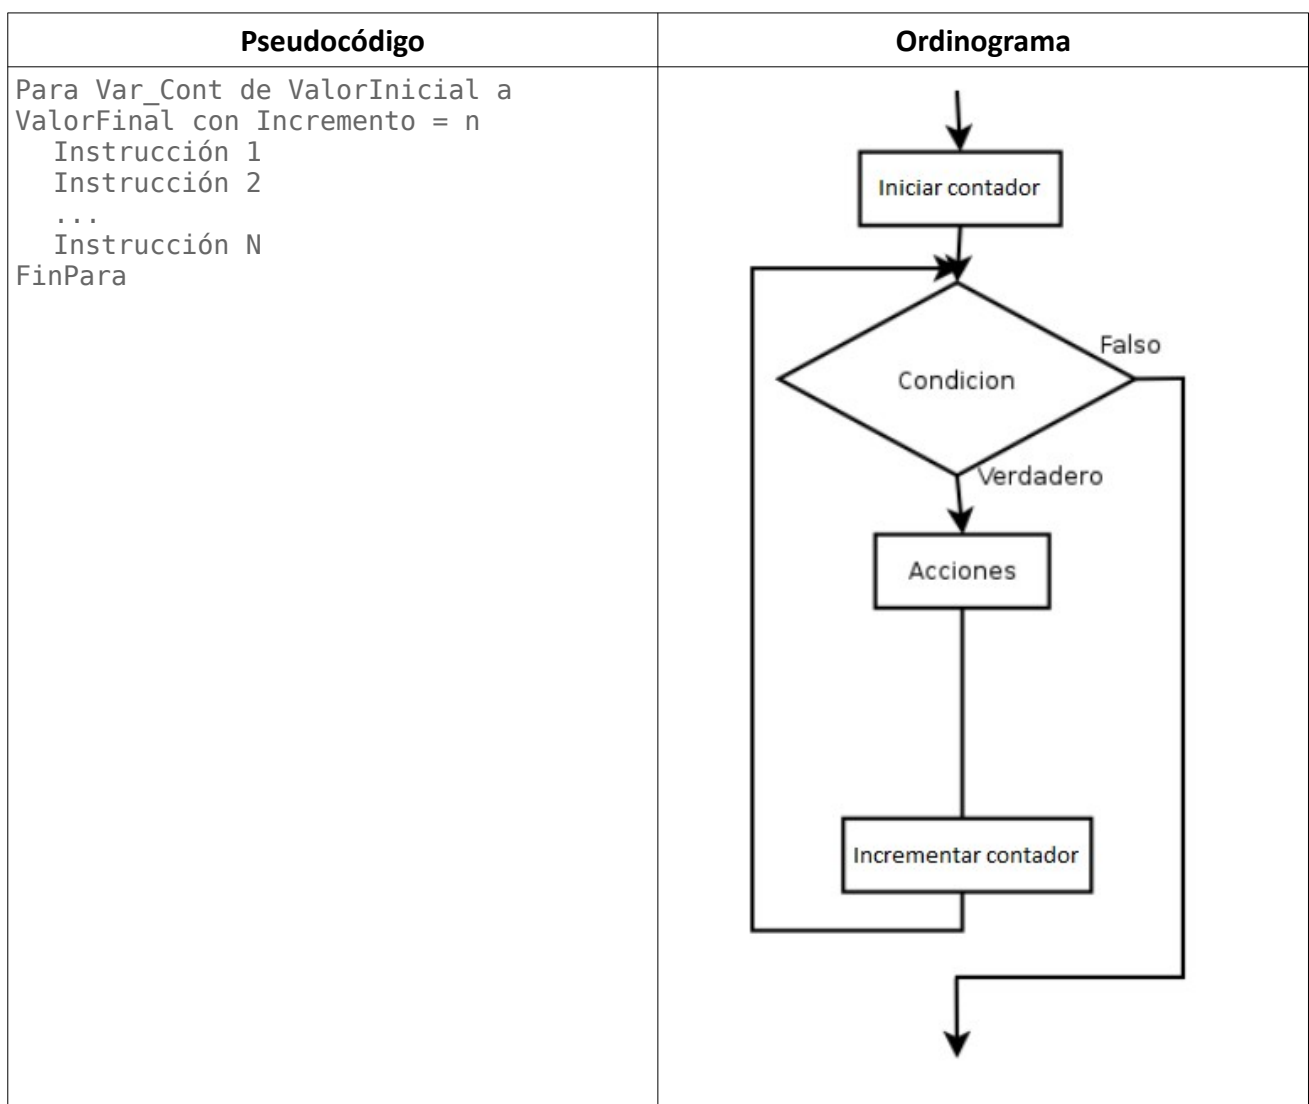 Pseudocódigo
Ordinograma
Para Var_Cont de ValorInicial a
ValorFinal con Incremento = n
Instrucción 1
Instrucción 2
...
Instrucción N
FinPara
Iniciar contador
Falso
Condicion
Verdadero
Acciones
Incrementar contador